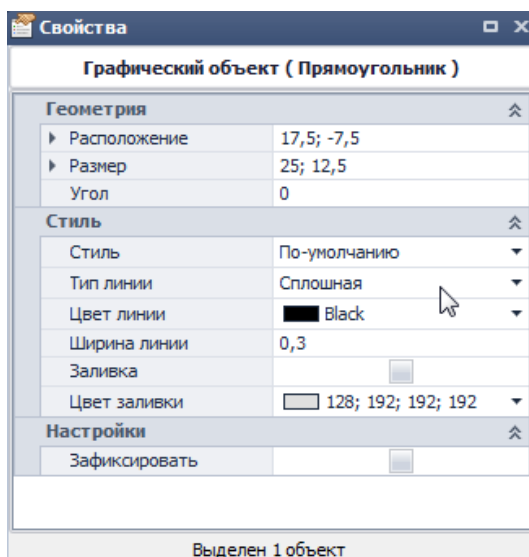 Свойства
Графический объект ( Прямоугольник )
Геометрия
Расположение 17,5; -7,5
Размер 25; 12,5
Угол 0
Стиль
Стиль По-умолчанию
Тип линии Сплошная
Цвет линии Black
Ширина линии 0,3
Заливка
Цвет заливки 128; 192; 192; 192
Настройки
Зафиксировать
Выделен 1 объект